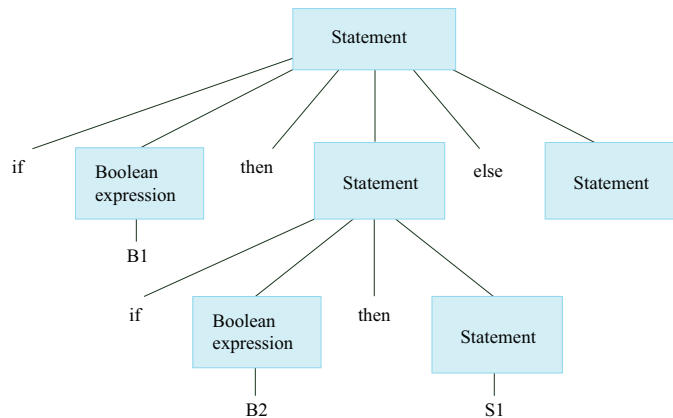 Statement
if
Boolean
expression
then
Statement
else
Statement
B1
if
Boolean
expression
then
Statement
B2
S1